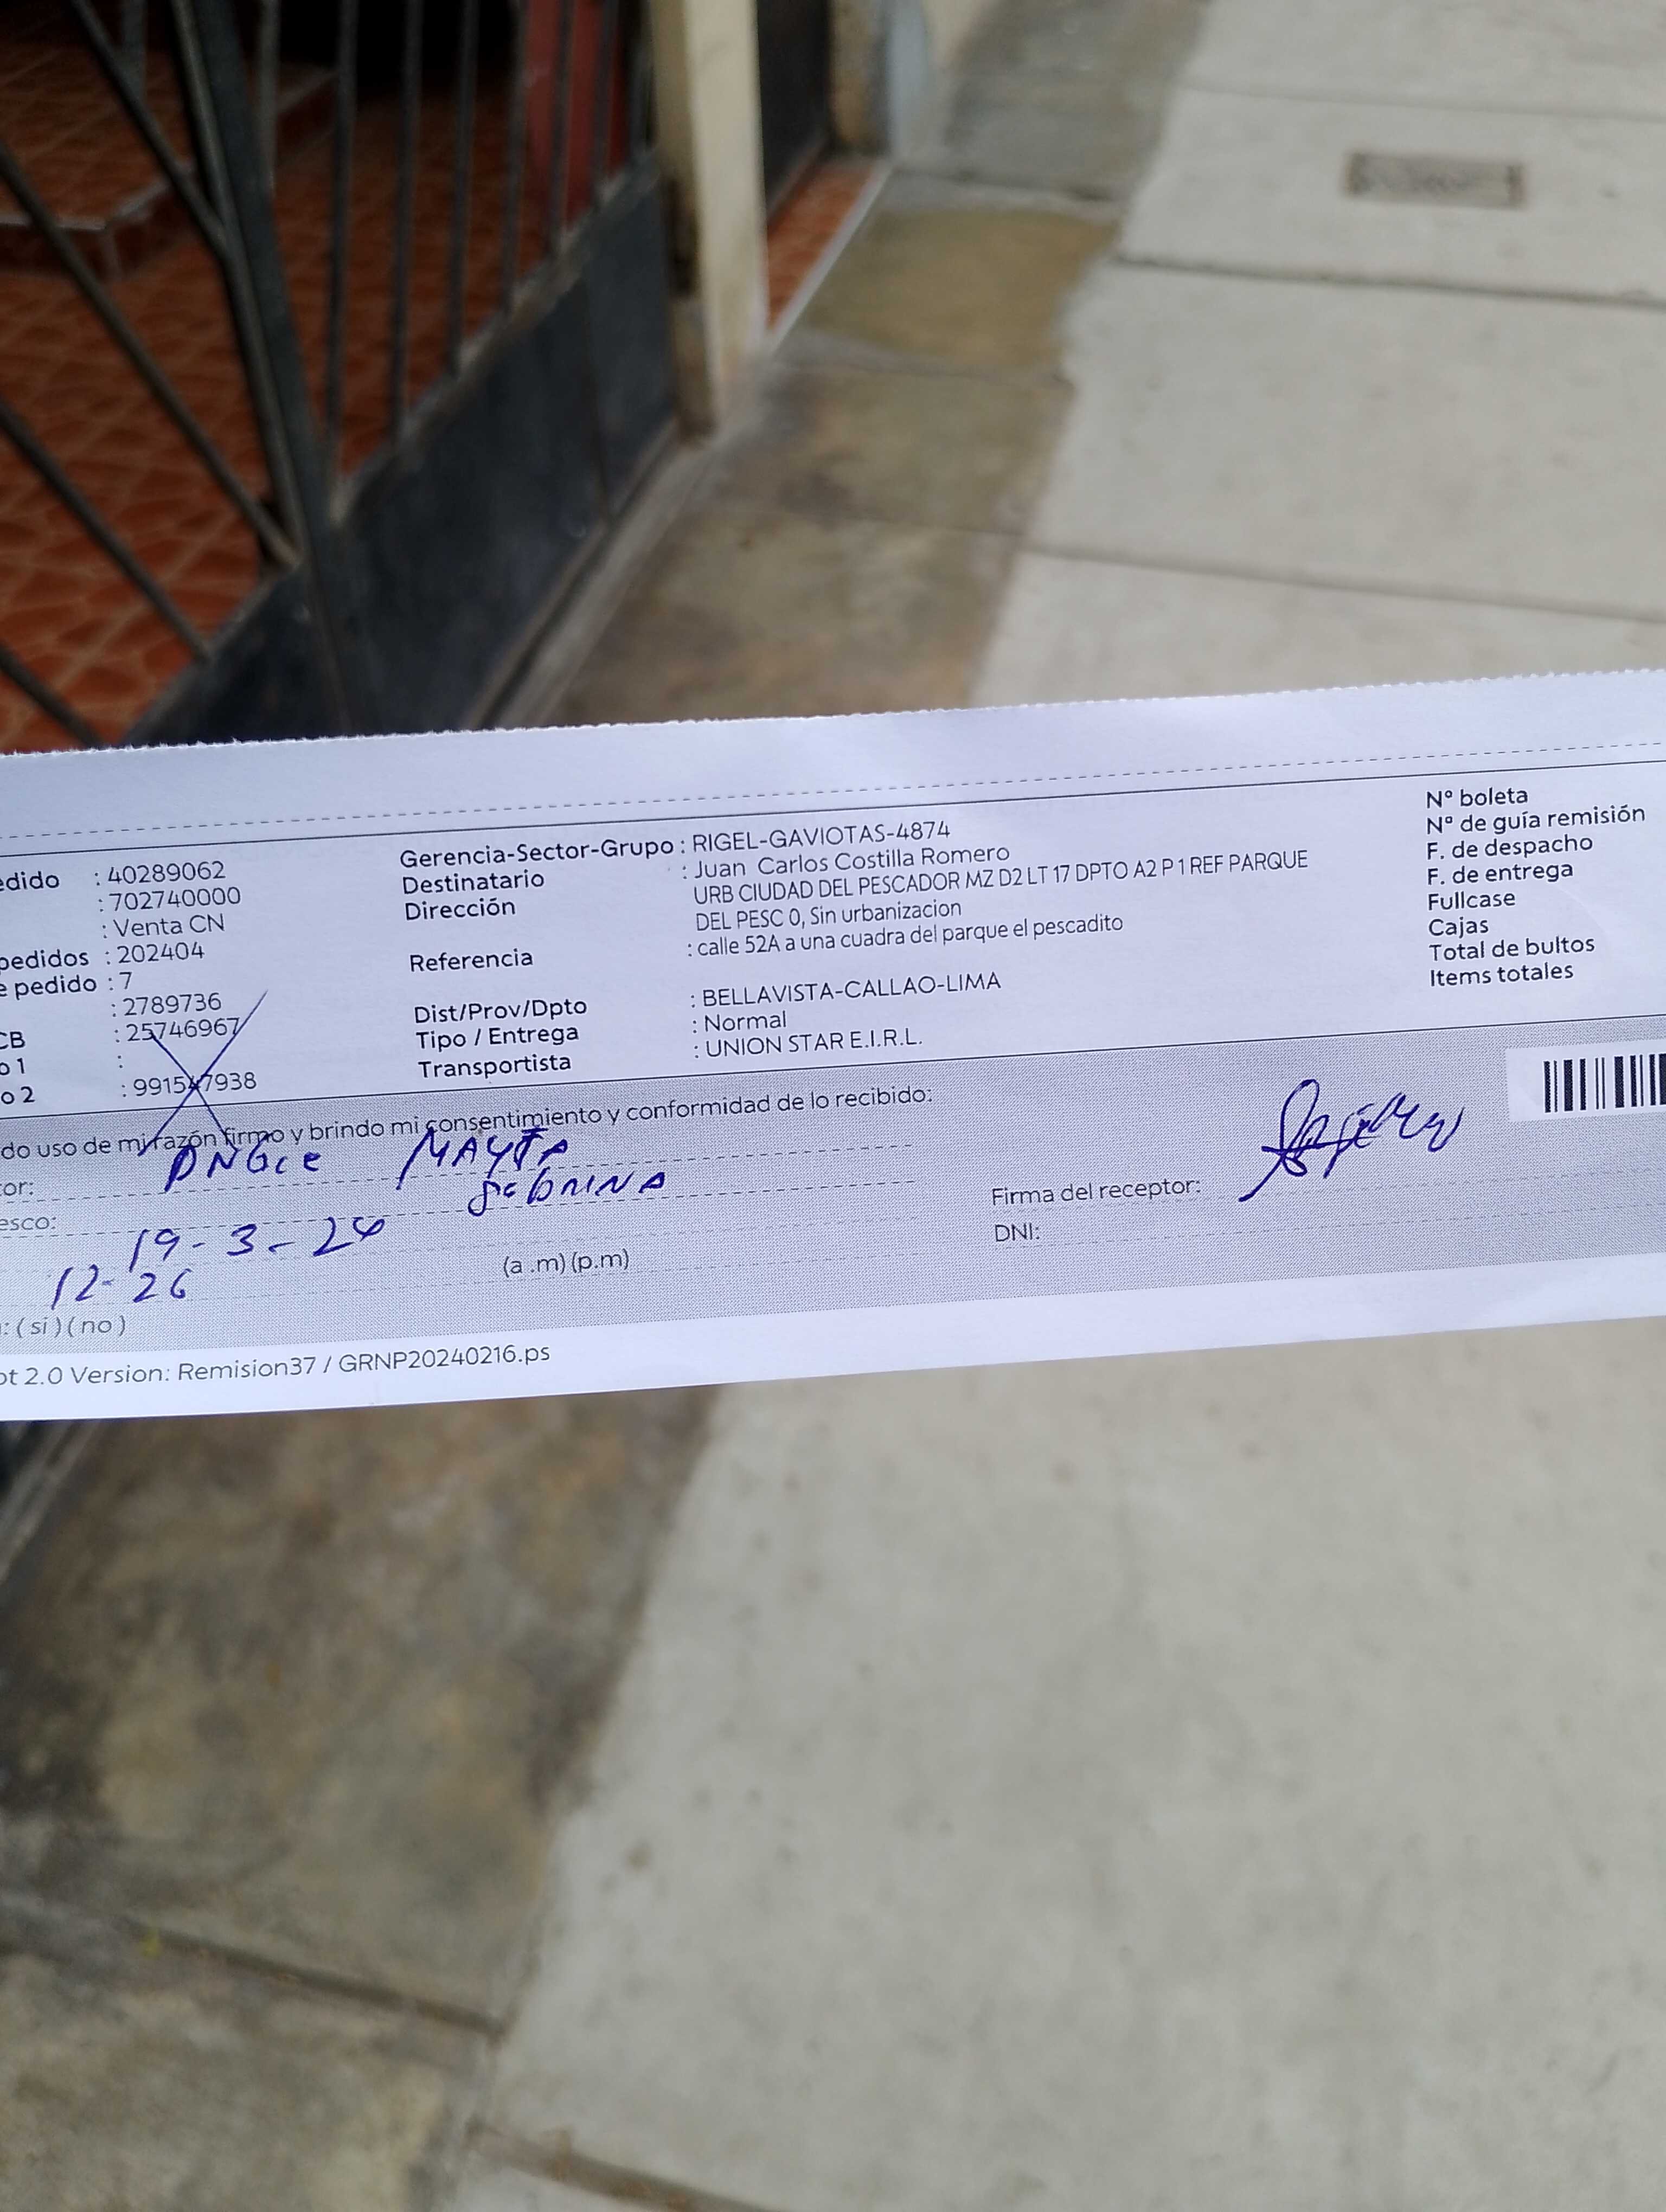 edido : 40289062
: 702740000
: Venta CN
pedidos : 202404
e pedido : 7
: 2789736
CB : 25746967
o 1 :
o 2 : 991547938
Gerencia-Sector-Grupo : RIGEL-GAVIOTAS-4874
Destinatario : Juan Carlos Costilla Romero
Dirección URB CIUDAD DEL PESCADOR MZ D2 LT 17 DPTO A2 P 1 REF PARQUE
DEL PESC 0, Sin urbanizacion
Referencia : calle 52A a una cuadra del parque el pescadito
Dist/Prov/Dpto : BELLAVISTA-CALLAO-LIMA
Tipo / Entrega : Normal
Transportista : UNION STAR E.I.R.L.
Nº boleta
Nº de guía remisión
F. de despacho
F. de entrega
Fullcase
Cajas
Total de bultos
Items totales
do uso de mi razón firmo y brindo mi consentimiento y conformidad de lo recibido:
or: MAYTA
esco: SobRINA
19-3-24
12-26 (a.m) (p.m)
Firma del receptor:
DNI:
: (si) (no)
pt 2.0 Version: Remision37 / GRNP20240216.ps